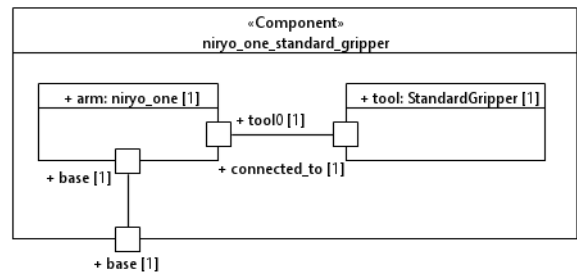 «Component»
niryo_one_standard_gripper
+ arm: niryo_one [1]
+ tool: StandardGripper [1]
+ tool0 [1]
+ connected_to [1]
+ base [1]
+ base [1]